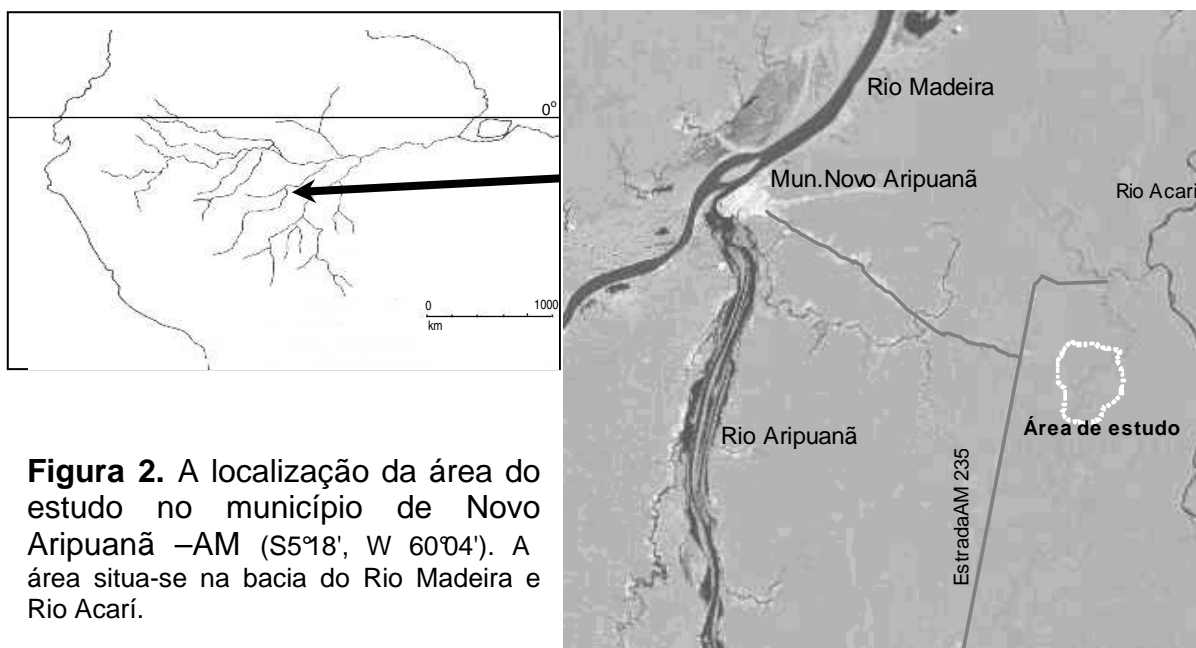 0°
0
1000
km
Rio Madeira
Mun.Novo Aripuanã
Rio Acari
Rio Aripuanã
Área de estudo
EstradaAM 235
Figura 2. A localização da área do
estudo no município de Novo
Aripuanã –AM (S5°18', W 60°04'). A
área situa-se na bacia do Rio Madeira e
Rio Acarí.